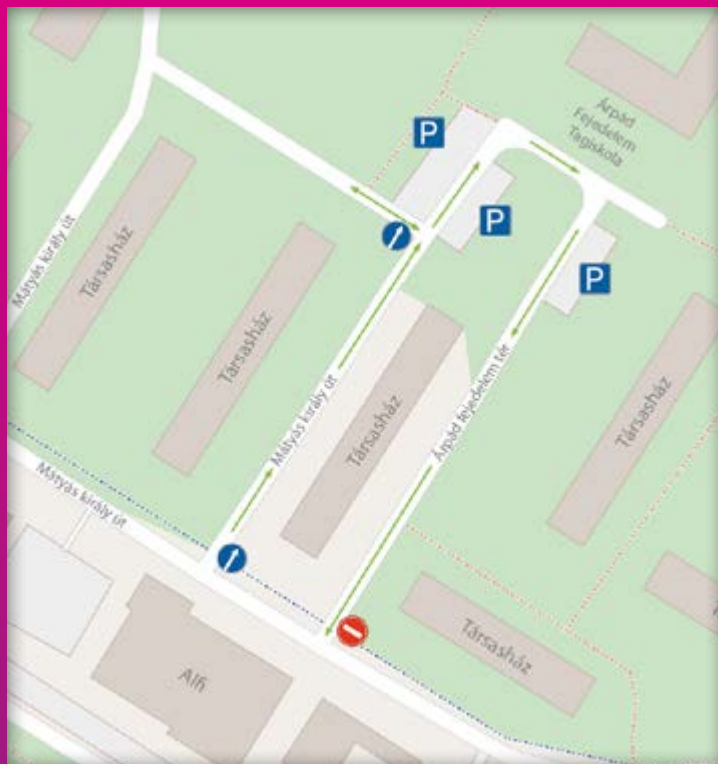 Árpád
Fejedelem
Tagiskola
P
P
P
Mátyás király út
Társasház
Társasház
Mátyás király út
Társasház
Árpád fejedelem tér
Társasház
Mátyás király út
Társasház
Alfi